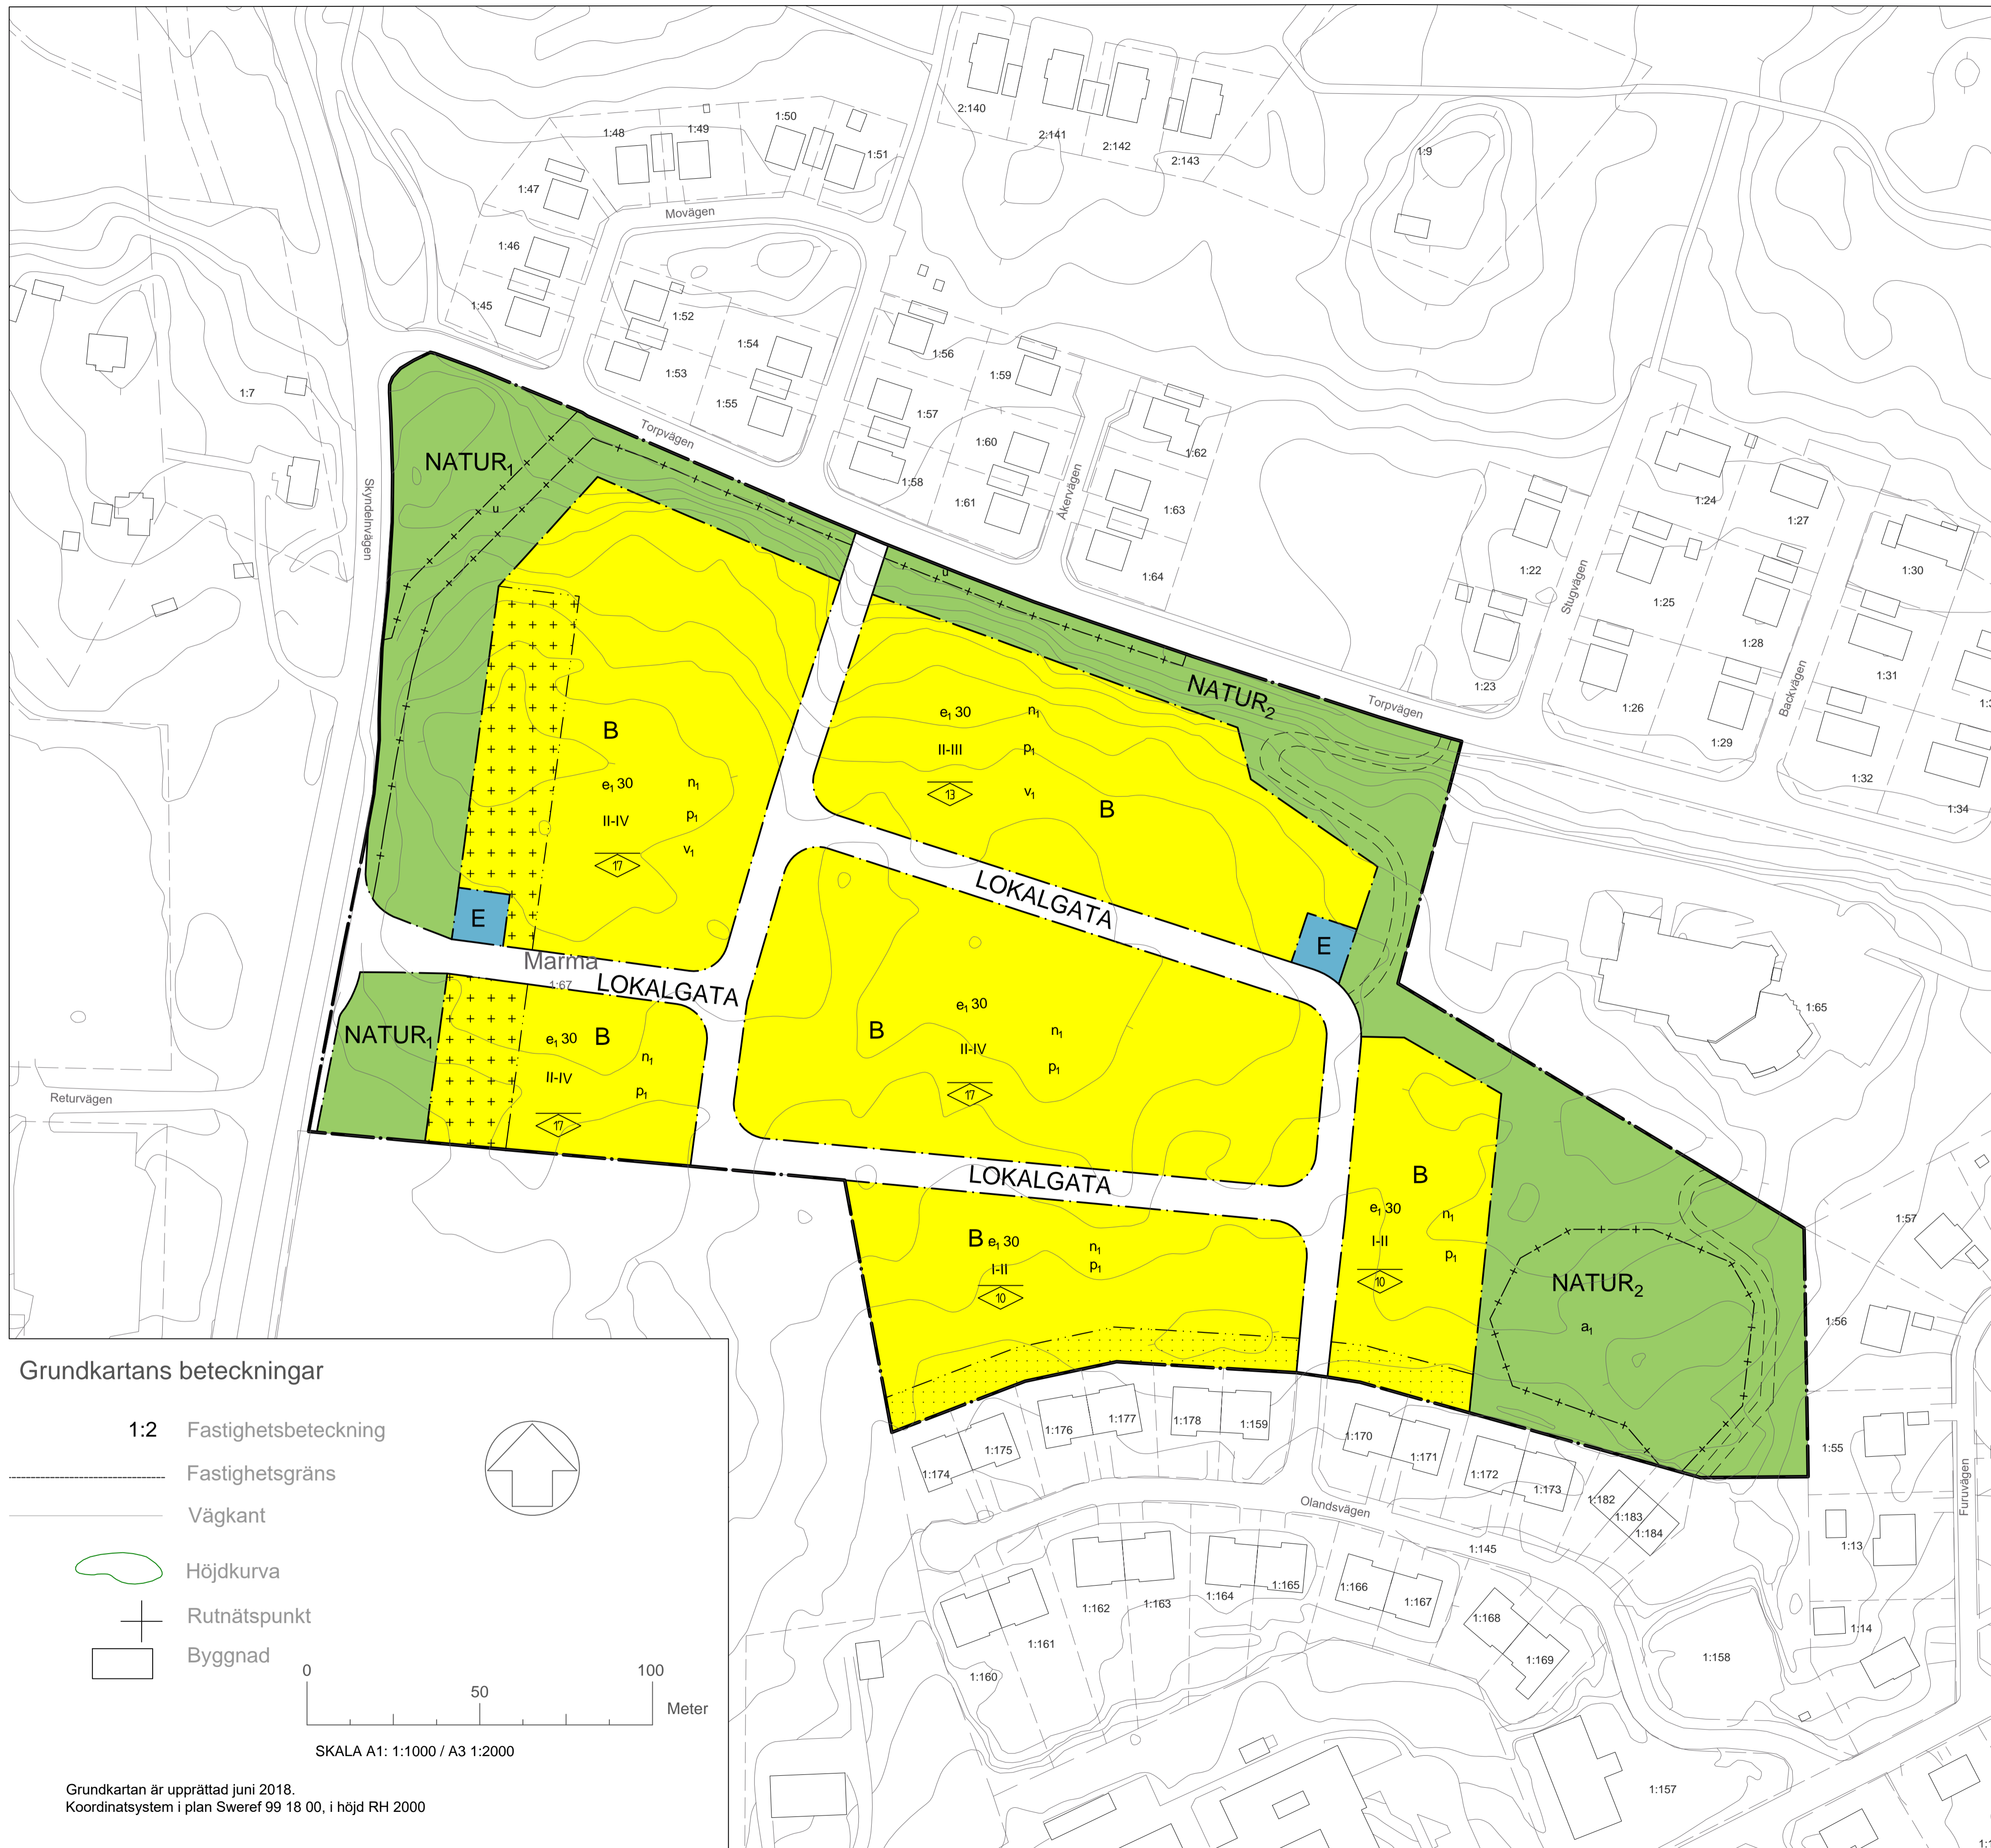 2:140
2:141
2:142
2:143
1:48
1:49
1:50
1:51
1:47
Movägen
1:9
1:46
1:45
1:52
1:54
1:53
1:55
1:56
1:59
1:57
1:60
1:58
1:61
1:62
1:63
1:64
1:7
Torpvägen
Åkervägen
Skyndelnvägen
1:24
1:27
1:22
1:30
1:25
1:28
1:31
1:23
1:26
1:29
1:32
1:34
Stugvägen
Backvägen
Torpvägen
NATUR1
u
u
NATUR2
B
e1 30 n1
II-IV p1
17 v1
e1 30 n1
II-III p1
13 v1
B
LOKALGATA
E
E
Marma
1:67
LOKALGATA
NATUR1
e1 30 B
n1
II-IV
p1
17
e1 30
B
n1
II-IV
p1
17
1:65
Returvägen
LOKALGATA
B
e1 30 n1
I-II
p1
10
B e1 30 n1
I-II p1
10
NATUR2
a1
1:57
1:56
1:55
1:13
1:14
Furuvägen
1:176
1:177
1:178
1:159
1:174
1:175
1:170
1:171
1:172
1:173
1:182
1:183
1:184
Olandsvägen
1:145
1:162
1:163
1:164
1:165
1:166
1:167
1:161
1:160
1:168
1:169
1:158
1:157
Grundkartans beteckningar
1:2 Fastighetsbeteckning
Fastighetsgräns
Vägkant
Höjdkurva
Rutnätspunkt
Byggnad
0 50 100
Meter
SKALA A1: 1:1000 / A3 1:2000
Grundkartan är upprättad juni 2018.
Koordinatsystem i plan Sweref 99 18 00, i höjd RH 2000